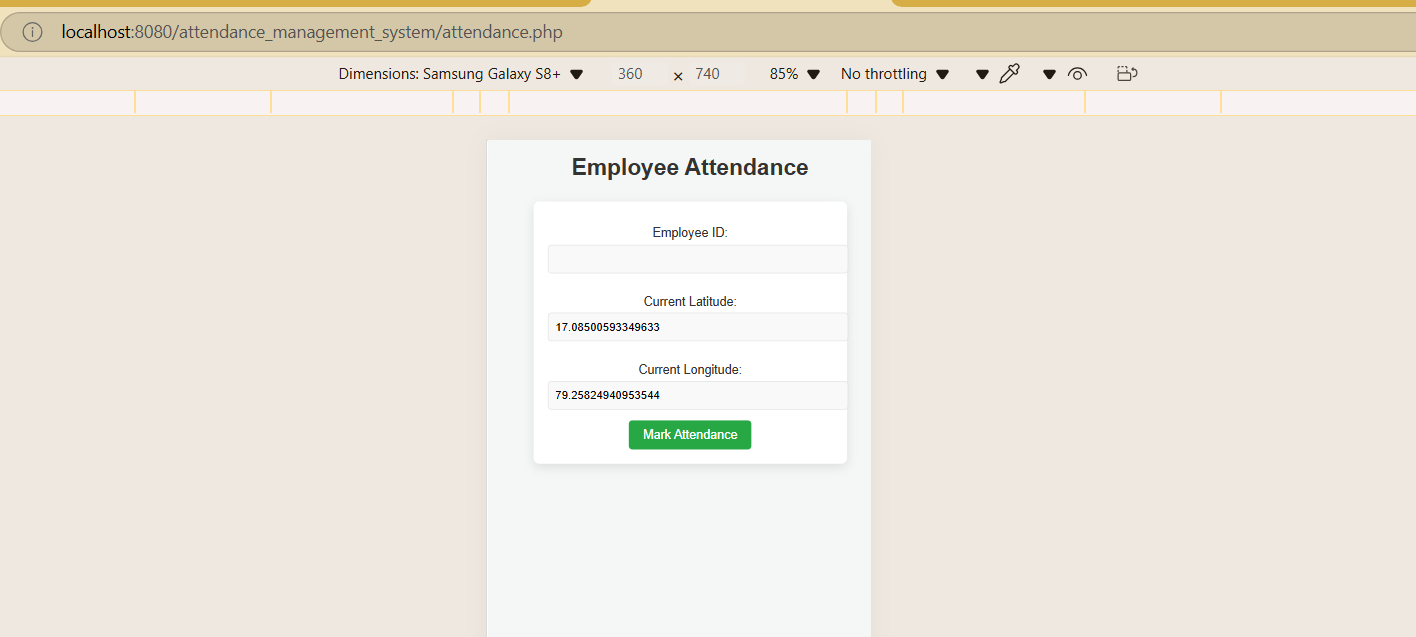 localhost:8080/attendance_management_system/attendance.php
Dimensions: Samsung Galaxy S8+ 360 × 740 85% No throttling
Employee Attendance
Employee ID:
Current Latitude:
17.08500593349633
Current Longitude:
79.25824940953544
Mark Attendance